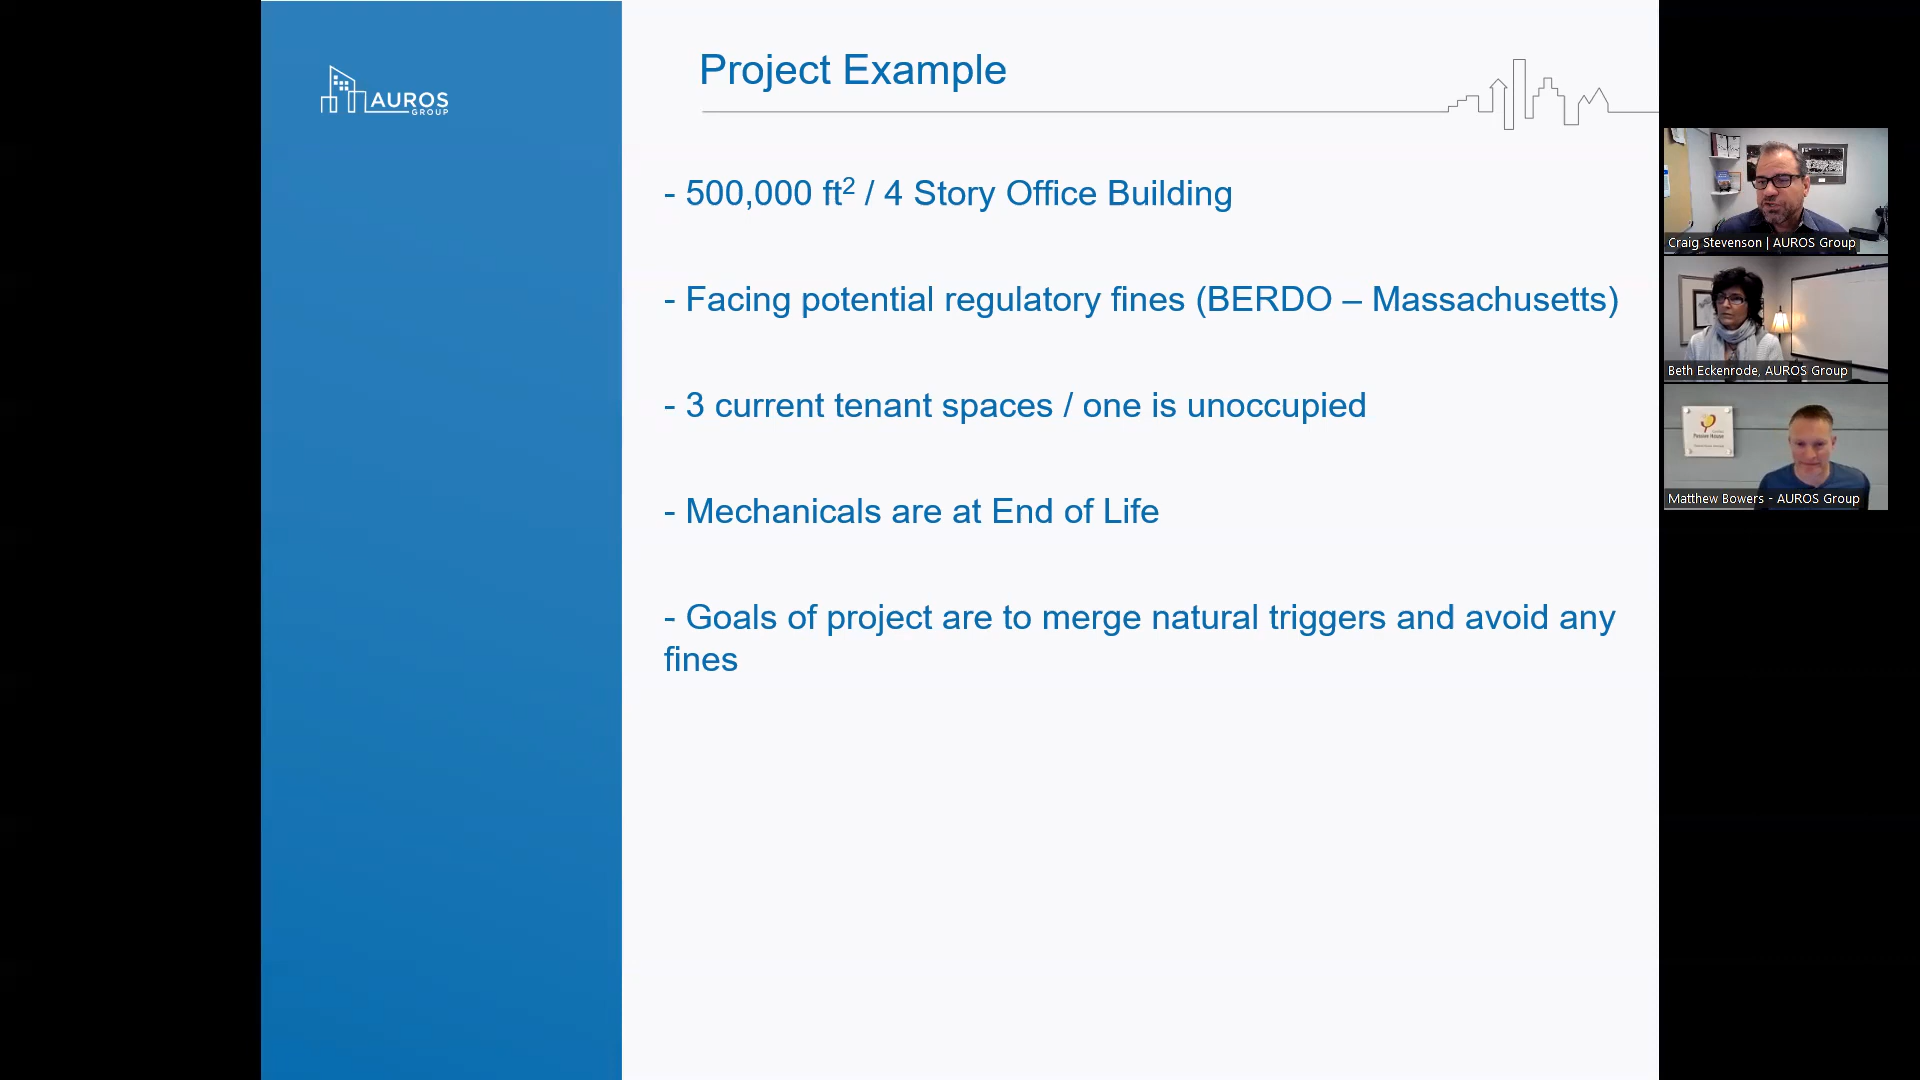 AUROS
GROUP
Project Example
- 500,000 ft² / 4 Story Office Building
- Facing potential regulatory fines (BERDO – Massachusetts)
- 3 current tenant spaces / one is unoccupied
- Mechanicals are at End of Life
- Goals of project are to merge natural triggers and avoid any
fines
Craig Stevenson | AUROS Group
Beth Eckenrode, AUROS Group
Passive House
Matthew Bowers - AUROS Group